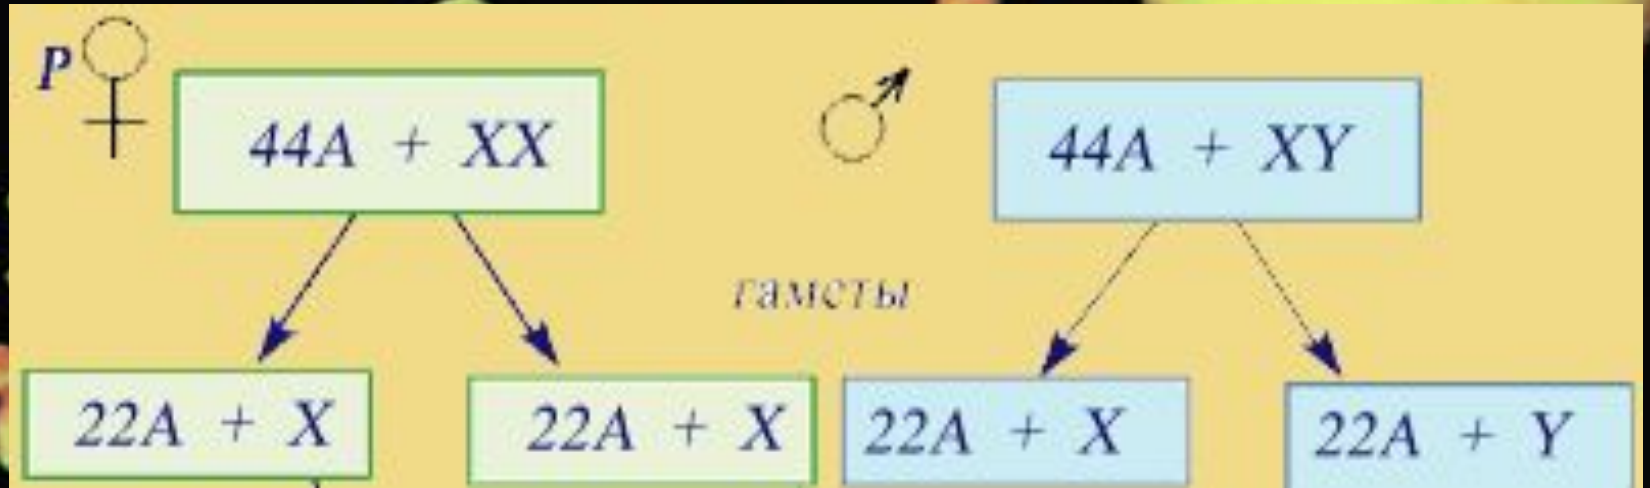 P
44A + XX
44A + XY
гаметы
22A + X
22A + X
22A + X
22A + Y